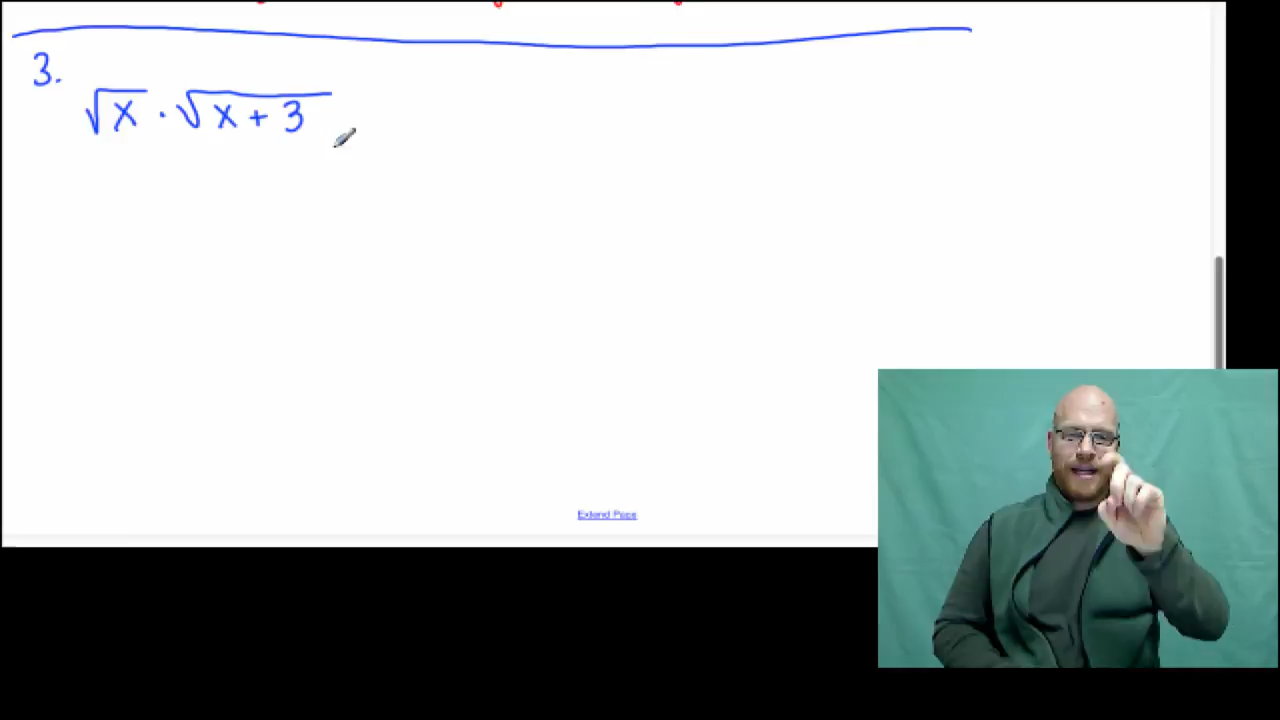 3.
√x · √x + 3
Extend Page